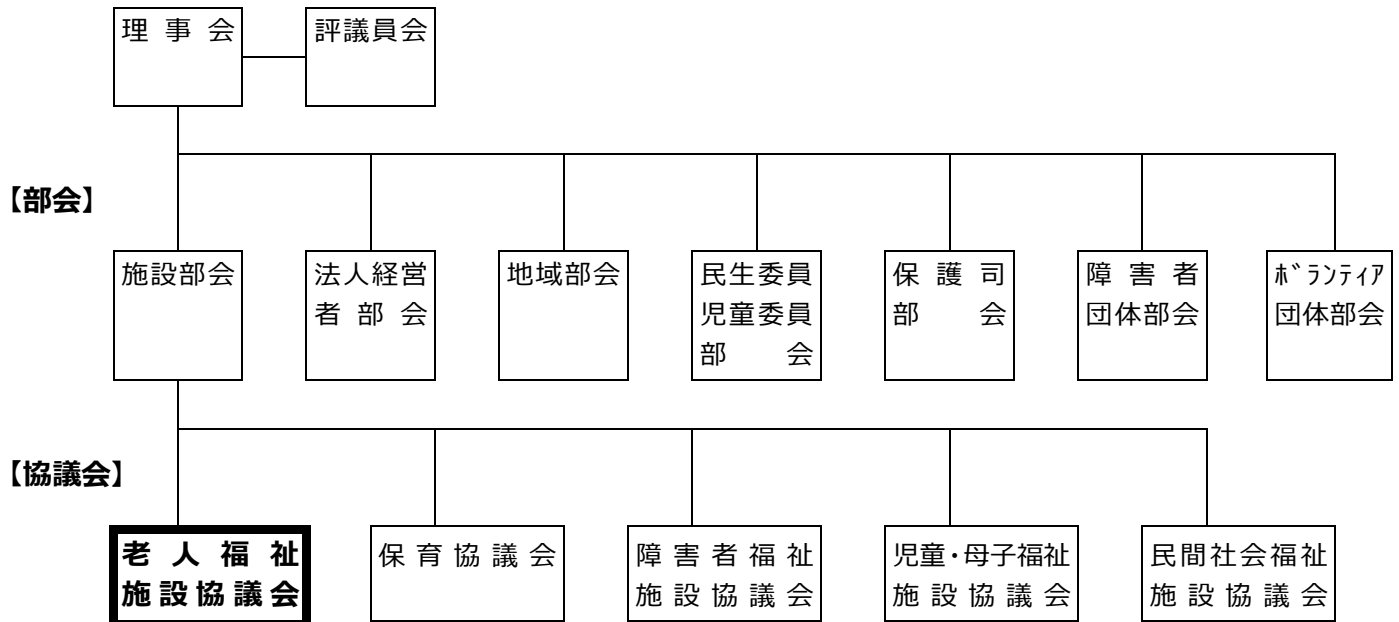 理事会
評議員会
【部会】
施設部会
法人経営
者部会
地域部会
民生委員
児童委員
部会
保護司
部会
障害者
団体部会
ﾎﾞﾗﾝﾃｨｱ
団体部会
【協議会】
老人福祉
施設協議会
保育協議会
障害者福祉
施設協議会
児童・母子福祉
施設協議会
民間社会福祉
施設協議会